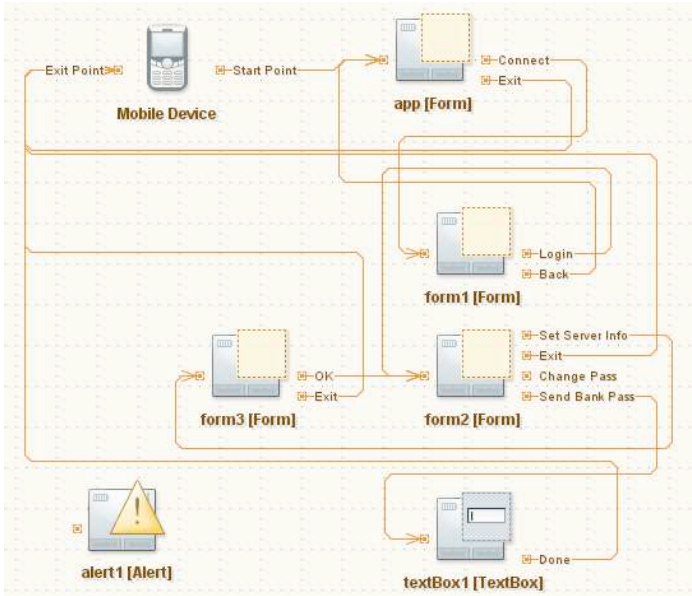 Exit Point
Start Point
Mobile Device
Connect
Exit
app [Form]
Login
Back
form1 [Form]
OK
Exit
form3 [Form]
Set Server Info
Exit
Change Pass
Send Bank Pass
form2 [Form]
alert1 [Alert]
Done
textBox1 [TextBox]